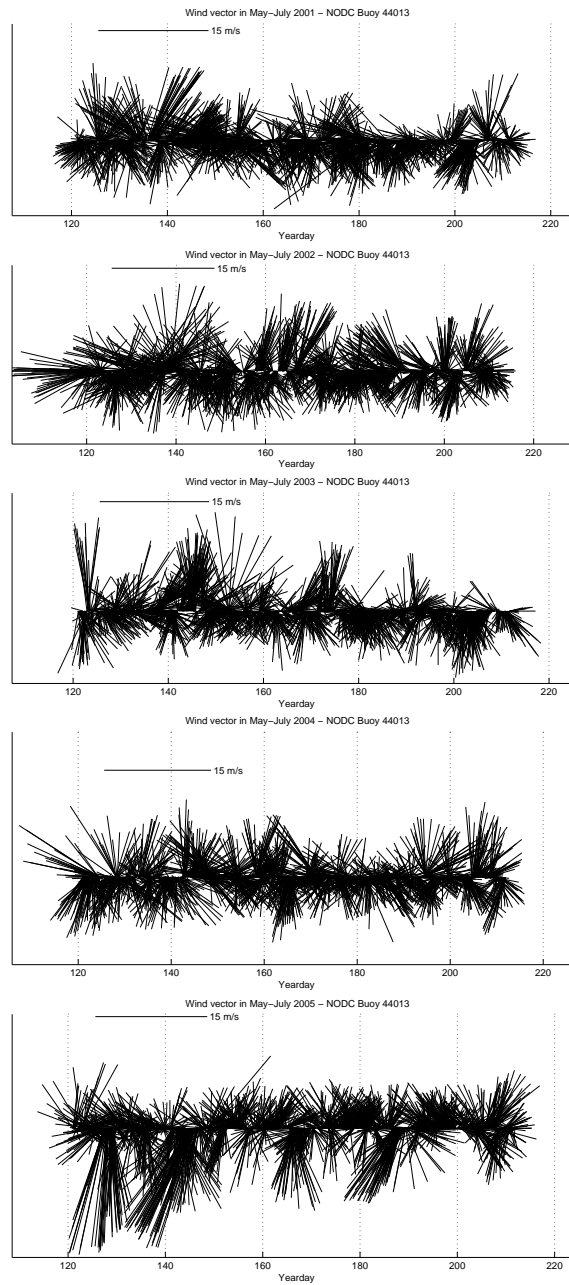 Wind vector in May−July 2001 − NODC Buoy 44013
15 m/s
120 140 160 180 200 220
Yearday
Wind vector in May−July 2002 − NODC Buoy 44013
15 m/s
120 140 160 180 200 220
Yearday
Wind vector in May−July 2003 − NODC Buoy 44013
15 m/s
120 140 160 180 200 220
Yearday
Wind vector in May−July 2004 − NODC Buoy 44013
15 m/s
120 140 160 180 200 220
Yearday
Wind vector in May−July 2005 − NODC Buoy 44013
15 m/s
120 140 160 180 200 220
Yearday